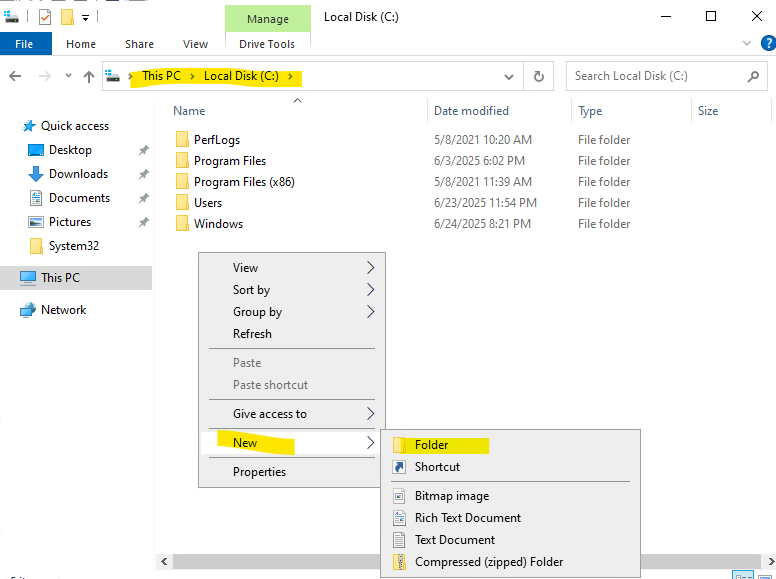 Manage
Local Disk (C:)
File
Home
Share
View
Drive Tools
?
This PC
Local Disk (C:)
Search Local Disk (C:)
Name
Date modified
Type
Size
Quick access
Desktop
Downloads
Documents
Pictures
System32
This PC
Network
PerfLogs 5/8/2021 10:20 AM File folder
Program Files 6/3/2025 6:02 PM File folder
Program Files (x86) 5/8/2021 11:39 AM File folder
Users 6/23/2025 11:54 PM File folder
Windows 6/24/2025 8:21 PM File folder
View
Sort by
Group by
Refresh
Paste
Paste shortcut
Give access to
New
Properties
Folder
Shortcut
Bitmap image
Rich Text Document
Text Document
Compressed (zipped) Folder